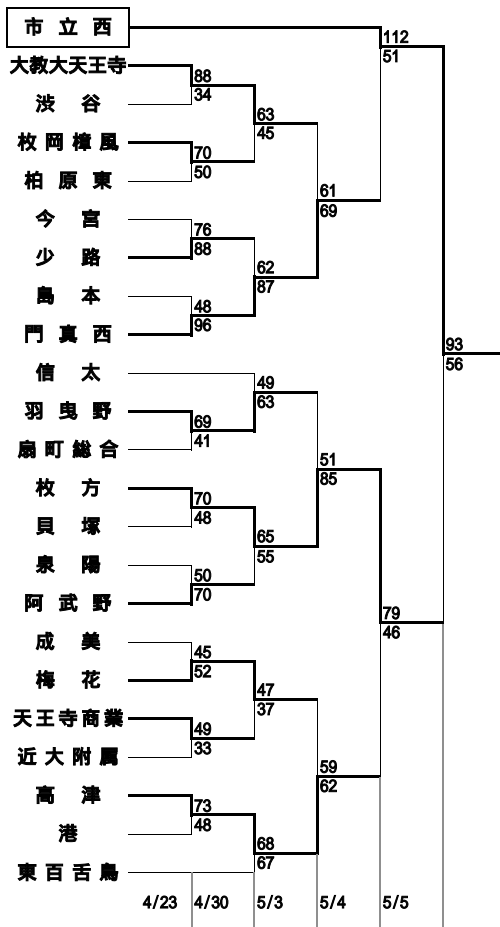 市立西
112
51
大教大天王寺
88
34
渋谷
63
45
枚岡樟風
70
50
柏原東
61
69
今宮
76
88
少路
62
87
島本
48
96
門真西
93
56
信太
49
63
羽曳野
69
41
扇町総合
51
85
枚方
70
48
貝塚
65
55
泉陽
50
70
阿武野
79
46
成美
45
52
梅花
47
37
天王寺商業
49
33
近大附属
59
62
高津
73
48
港
68
67
東百舌鳥
4/23 4/30 5/3 5/4 5/5